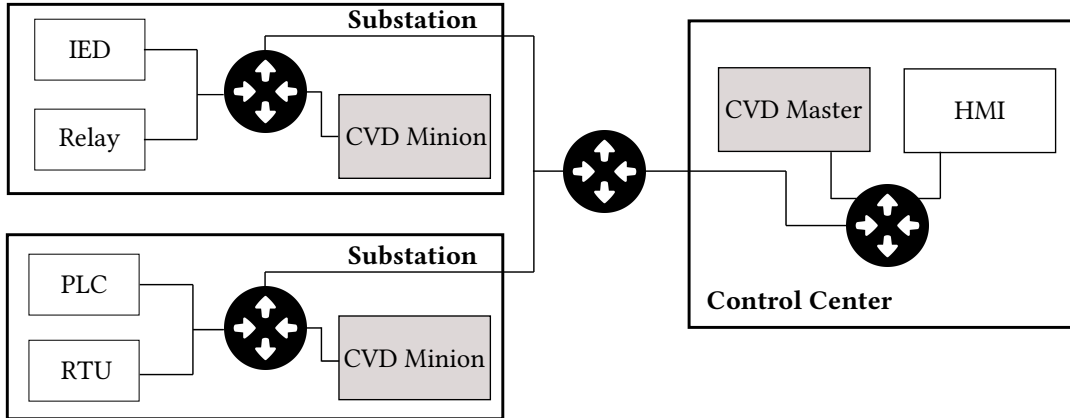 Substation
IED
Relay
CVD Minion
Substation
PLC
RTU
CVD Minion
CVD Master
HMI
Control Center